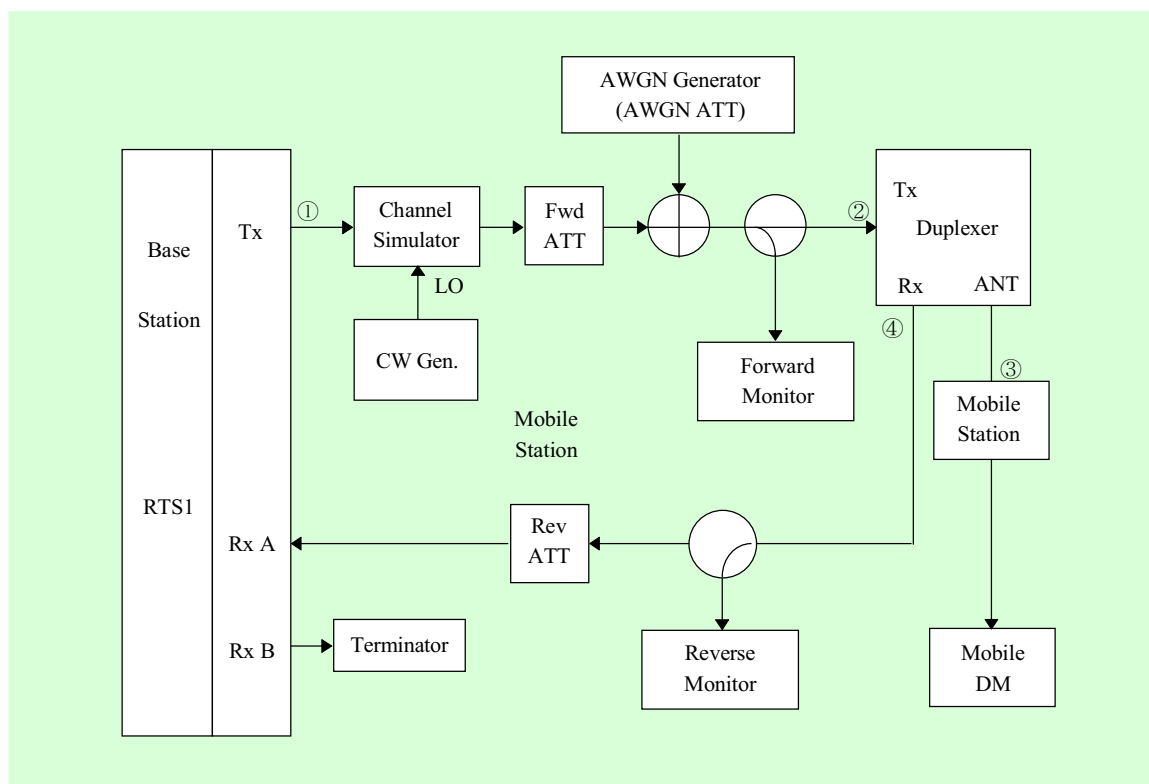 AWGN Generator
(AWGN ATT)
Base
Station
RTS1
Tx
①
Channel
Simulator
Fwd
ATT
②
Tx
Duplexer
Rx
ANT
LO
CW Gen.
④
③
Forward
Monitor
Mobile
Station
Mobile
Station
Rx A
Rev
ATT
Rx B
Terminator
Reverse
Monitor
Mobile
DM